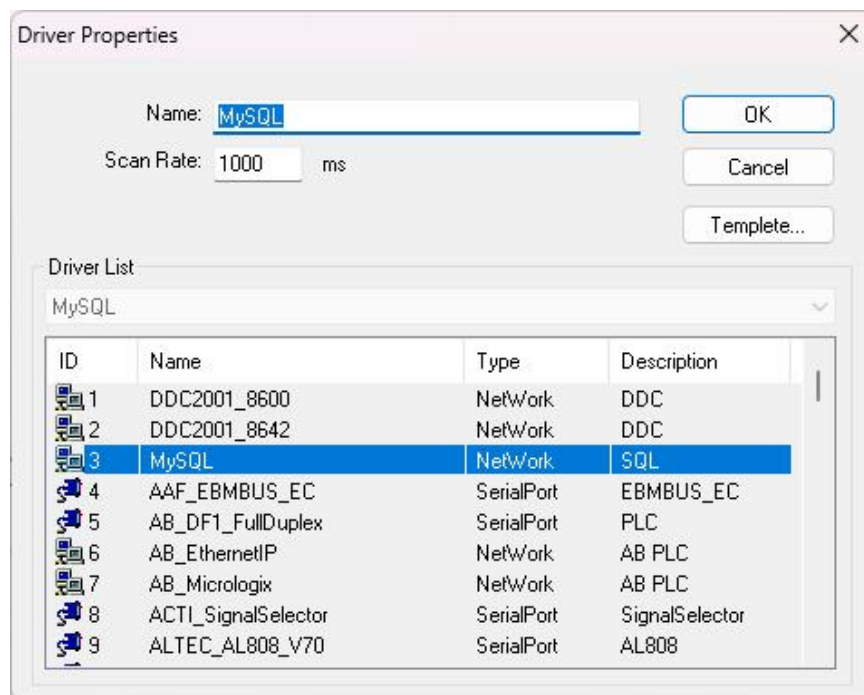 Driver Properties
Name: MySQL
OK
Scan Rate: 1000 ms
Cancel
Templete...
Driver List
MySQL
ID Name Type Description
1 DDC2001_8600 NetWork DDC
2 DDC2001_8642 NetWork DDC
3 MySQL NetWork SQL
4 AAF_EBMBUS_EC SerialPort EBMBUS_EC
5 AB_DF1_FullDuplex SerialPort PLC
6 AB_EthernetIP NetWork AB PLC
7 AB_Micrologix NetWork AB PLC
8 ACTI_SignalSelector SerialPort SignalSelector
9 ALTEC_AL808_V70 SerialPort AL808